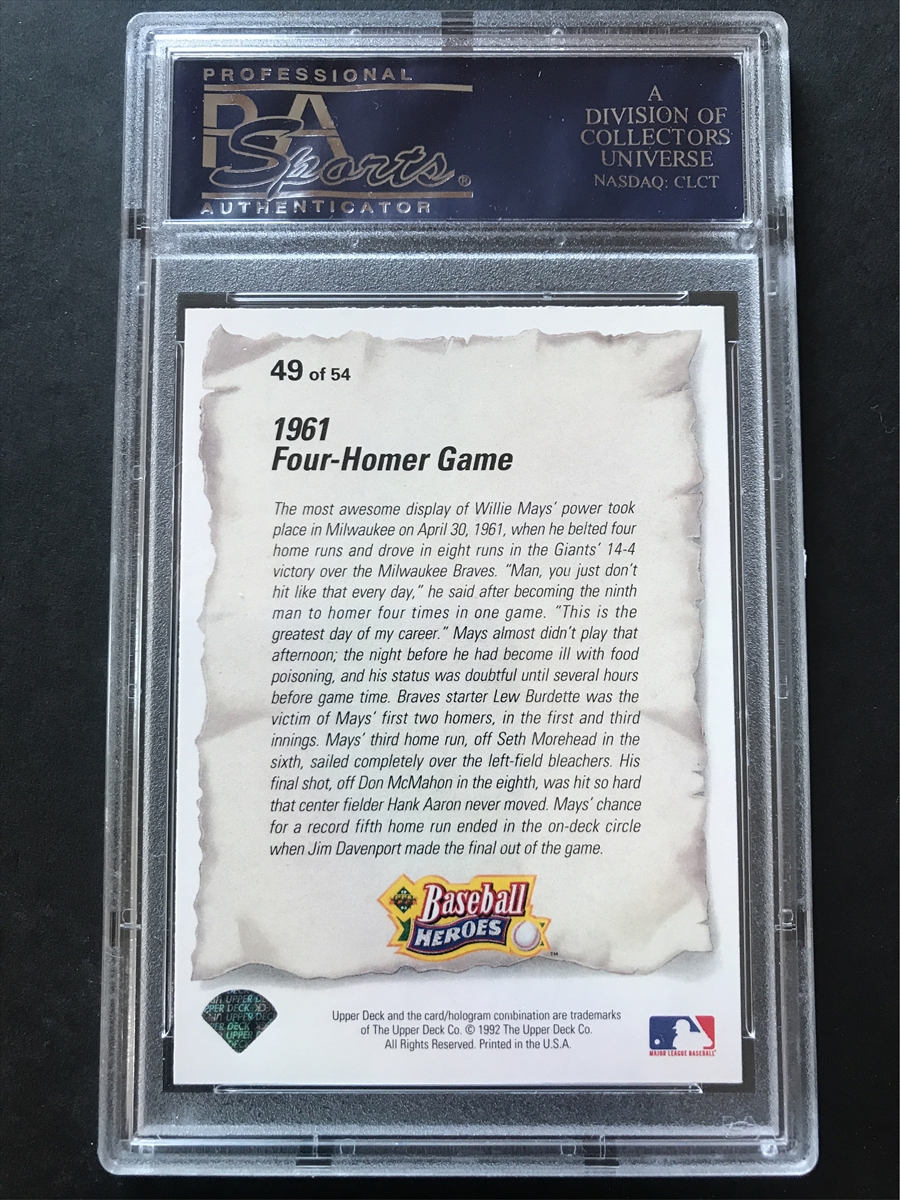 PROFESSIONAL
PSA
Sports®
AUTHENTICATOR
A
DIVISION OF
COLLECTORS
UNIVERSE
NASDAQ: CLCT
49 of 54
1961
Four-Homer Game
The most awesome display of Willie Mays' power took
place in Milwaukee on April 30, 1961, when he belted four
home runs and drove in eight runs in the Giants' 14-4
victory over the Milwaukee Braves. "Man, you just don't
hit like that every day," he said after becoming the ninth
man to homer four times in one game. "This is the
greatest day of my career." Mays almost didn't play that
afternoon; the night before he had become ill with food
poisoning, and his status was doubtful until several hours
before game time. Braves starter Lew Burdette was the
victim of Mays' first two homers, in the first and third
innings. Mays' third home run, off Seth Morehead in the
sixth, sailed completely over the left-field bleachers. His
final shot, off Don McMahon in the eighth, was hit so hard
that center fielder Hank Aaron never moved. Mays' chance
for a record fifth home run ended in the on-deck circle
when Jim Davenport made the final out of the game.
Baseball
HEROES
™
UPPER
UPPER DECK
UPPER
DECK
UPPER
Upper Deck and the card/hologram combination are trademarks
of The Upper Deck Co. © 1992 The Upper Deck Co.
All Rights Reserved. Printed in the U.S.A.
MAJOR LEAGUE BASEBALL